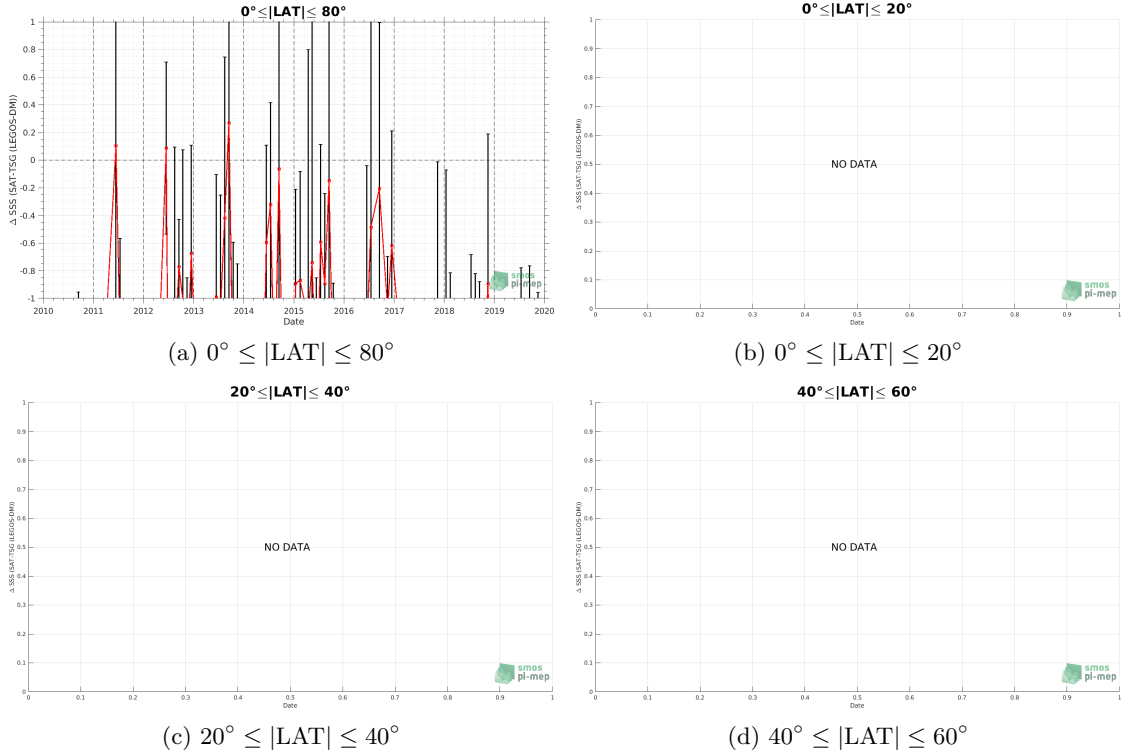 0°≤|LAT|≤ 80°
1
0.8
0.6
0.4
0.2
0
-0.2
-0.4
-0.6
-0.8
-1
Δ SSS (SAT-TSG (LEGOS-DM))
2010 2011 2012 2013 2014 2015 2016 2017 2018 2019 2020
Date
smos
pi-mep
(a) 0° ≤ |LAT| ≤ 80°
0°≤|LAT|≤ 20°
1
0.9
0.8
0.7
0.6
0.5
0.4
0.3
0.2
0.1
0
Δ SSS (SAT-TSG (LEGOS-DM))
NO DATA
0 0.1 0.2 0.3 0.4 0.5 0.6 0.7 0.8 0.9 1
Date
smos
pi-mep
(b) 0° ≤ |LAT| ≤ 20°
20°≤|LAT|≤ 40°
1
0.9
0.8
0.7
0.6
0.5
0.4
0.3
0.2
0.1
0
Δ SSS (SAT-TSG (LEGOS-DM))
NO DATA
0 0.1 0.2 0.3 0.4 0.5 0.6 0.7 0.8 0.9 1
Date
smos
pi-mep
(c) 20° ≤ |LAT| ≤ 40°
40°≤|LAT|≤ 60°
1
0.9
0.8
0.7
0.6
0.5
0.4
0.3
0.2
0.1
0
Δ SSS (SAT-TSG (LEGOS-DM))
NO DATA
0 0.1 0.2 0.3 0.4 0.5 0.6 0.7 0.8 0.9 1
Date
smos
pi-mep
(d) 40° ≤ |LAT| ≤ 60°